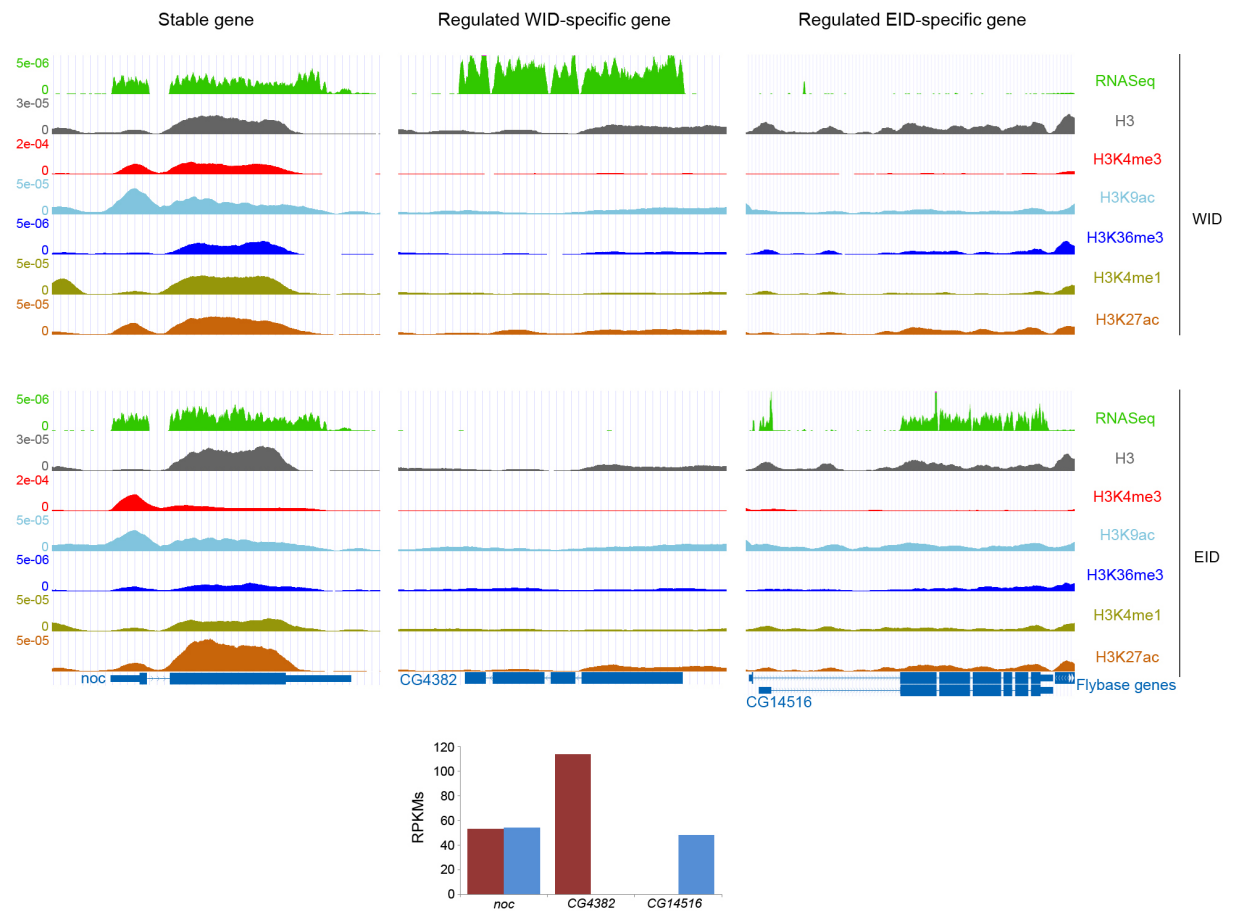 Stable gene
Regulated WID-specific gene
Regulated EID-specific gene
5e-06
0
RNASeq
3e-05
0
H3
2e-04
0
H3K4me3
5e-05
0
H3K9ac
5e-06
0
H3K36me3
5e-05
0
H3K4me1
5e-05
0
H3K27ac
WID
5e-06
0
RNASeq
3e-05
0
H3
2e-04
0
H3K4me3
5e-05
0
H3K9ac
5e-06
0
H3K36me3
5e-05
0
H3K4me1
5e-05
0
H3K27ac
EID
noc
CG4382
CG14516
Flybase genes
RPKMs
120
100
80
60
40
20
0
noc
CG4382
CG14516